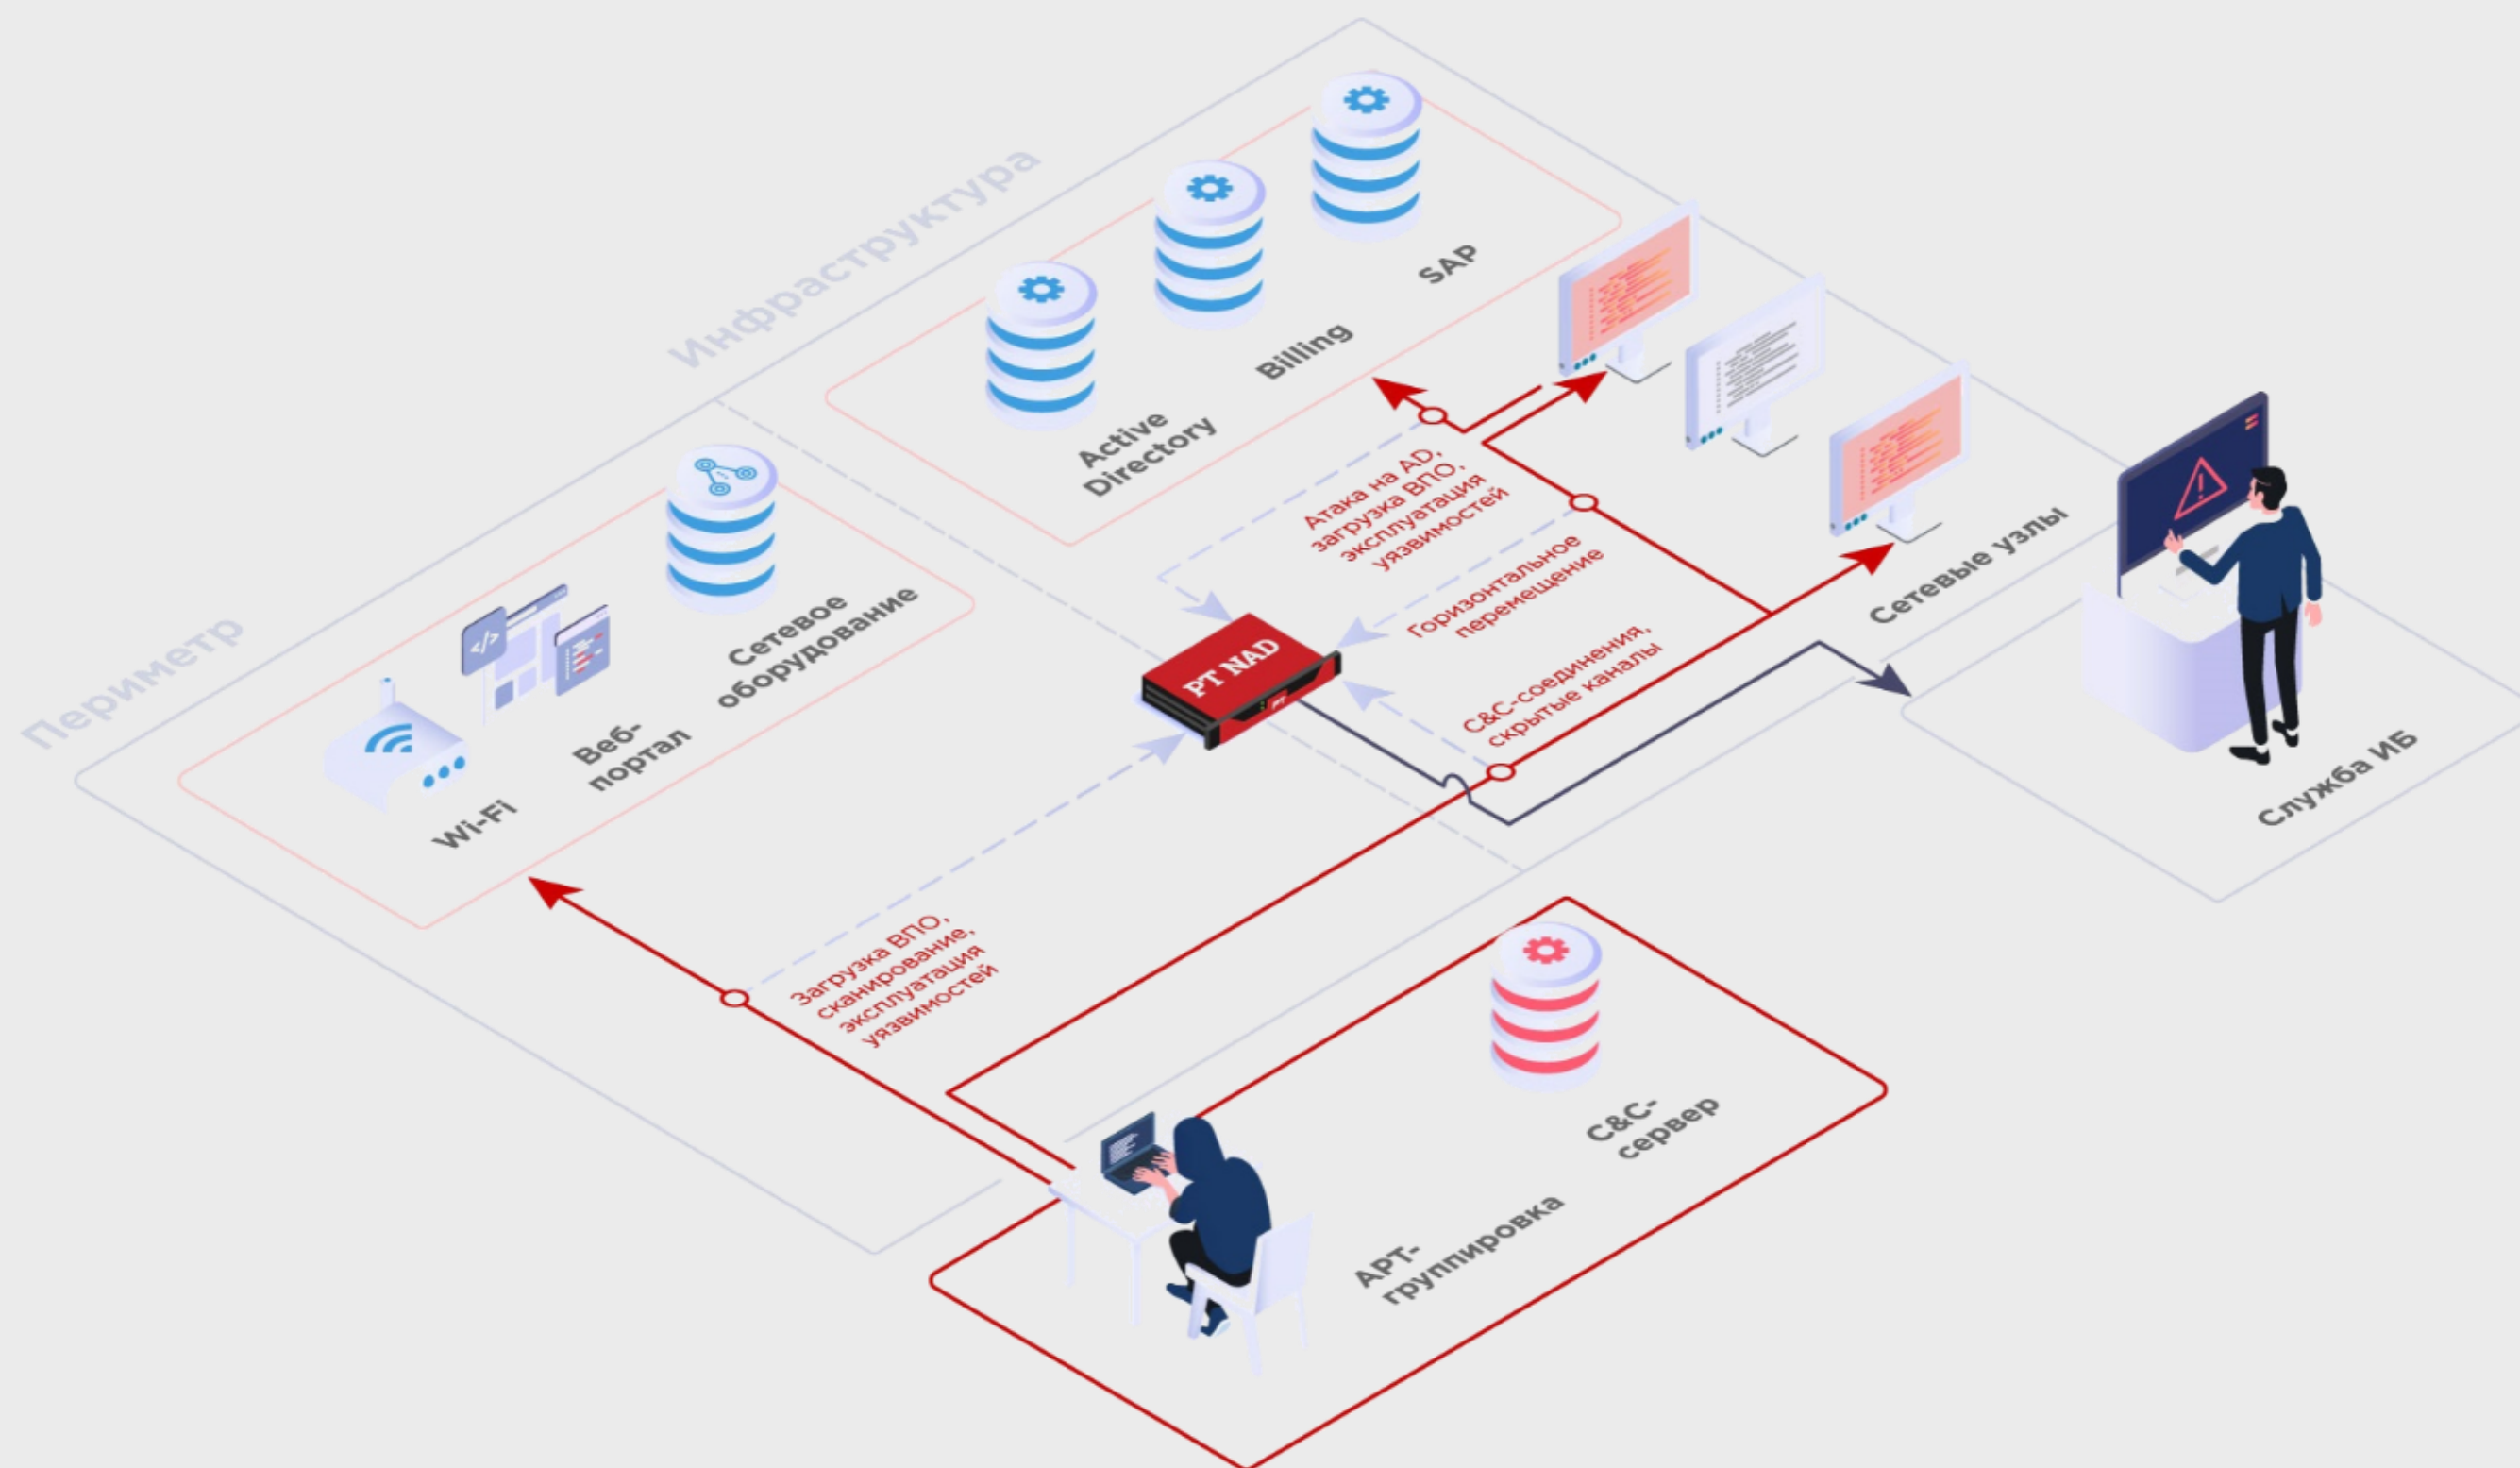 Инфраструктура
Периметр
SAP
Billing
Active
Directory
Сетевое
оборудование
Веб-
портал
Wi-Fi
Атака на AD,
загрузка ВПО,
эксплуатация
уязвимостей
Горизонтальное
перемещение
C&C-соединения,
скрытые каналы
PT NAD
Сетевые узлы
Служба ИБ
Загрузка ВПО,
сканирование,
эксплуатация
уязвимостей
C&C-
сервер
APT-
группировка